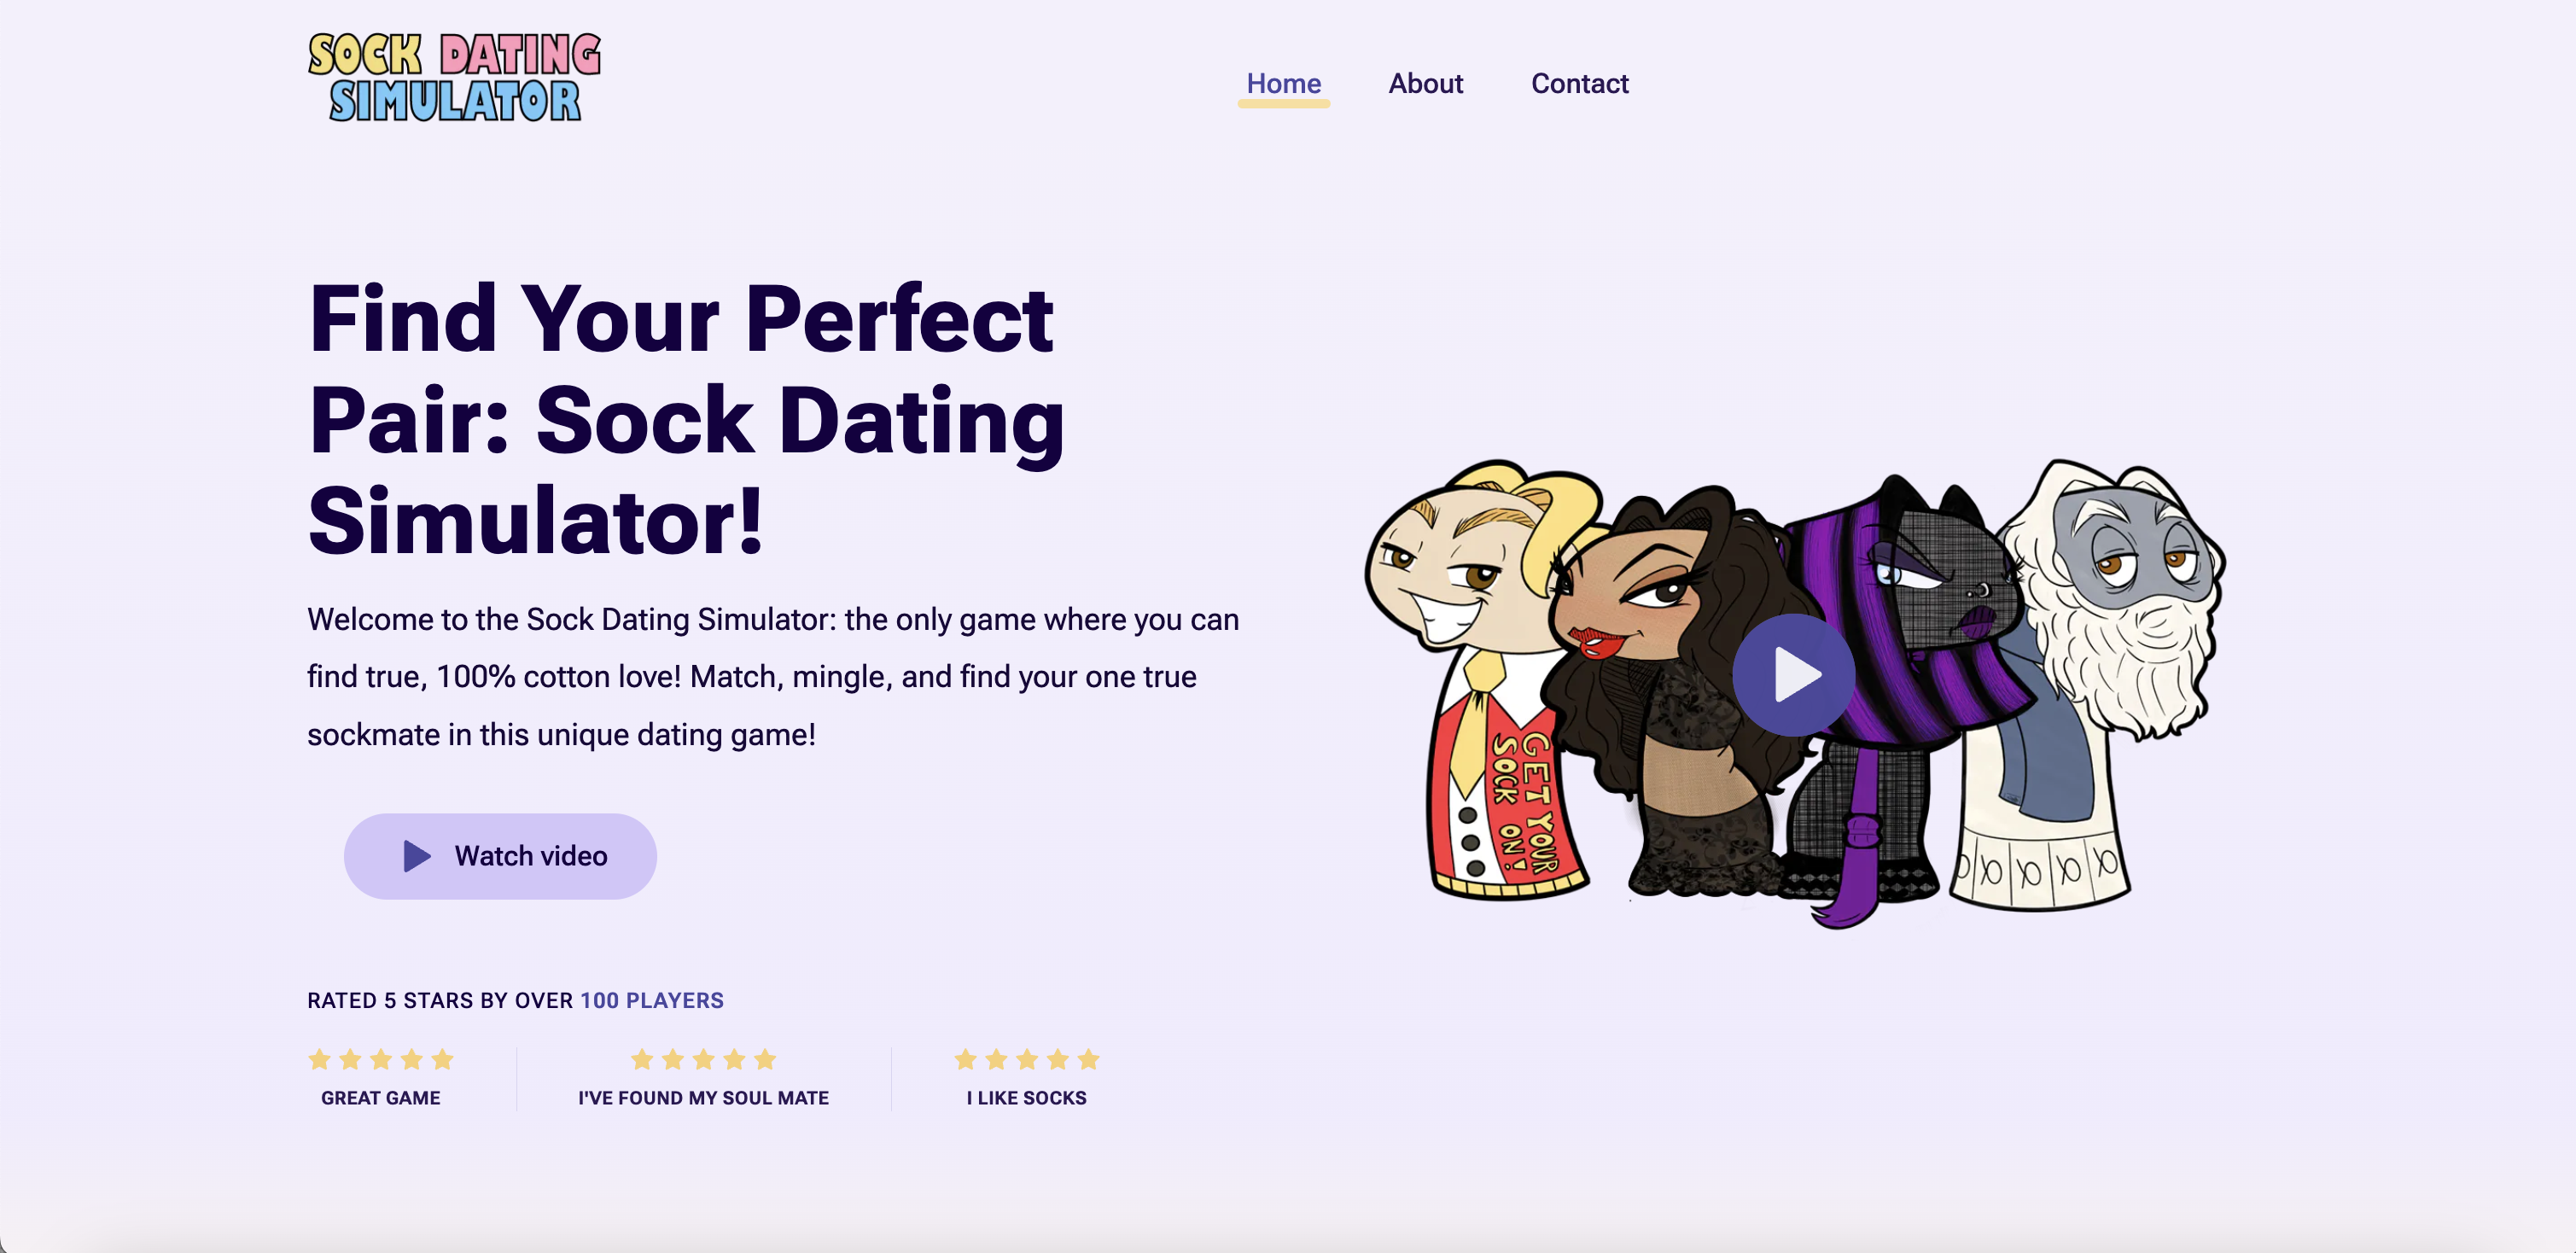 SOCK DATING
SIMULATOR
Home About Contact
Find Your Perfect
Pair: Sock Dating
Simulator!
Welcome to the Sock Dating Simulator: the only game where you can
find true, 100% cotton love! Match, mingle, and find your one true
sockmate in this unique dating game!
GET YOUR
SOCK ON!
Watch video
RATED 5 STARS BY OVER 100 PLAYERS
GREAT GAME
I'VE FOUND MY SOUL MATE
I LIKE SOCKS